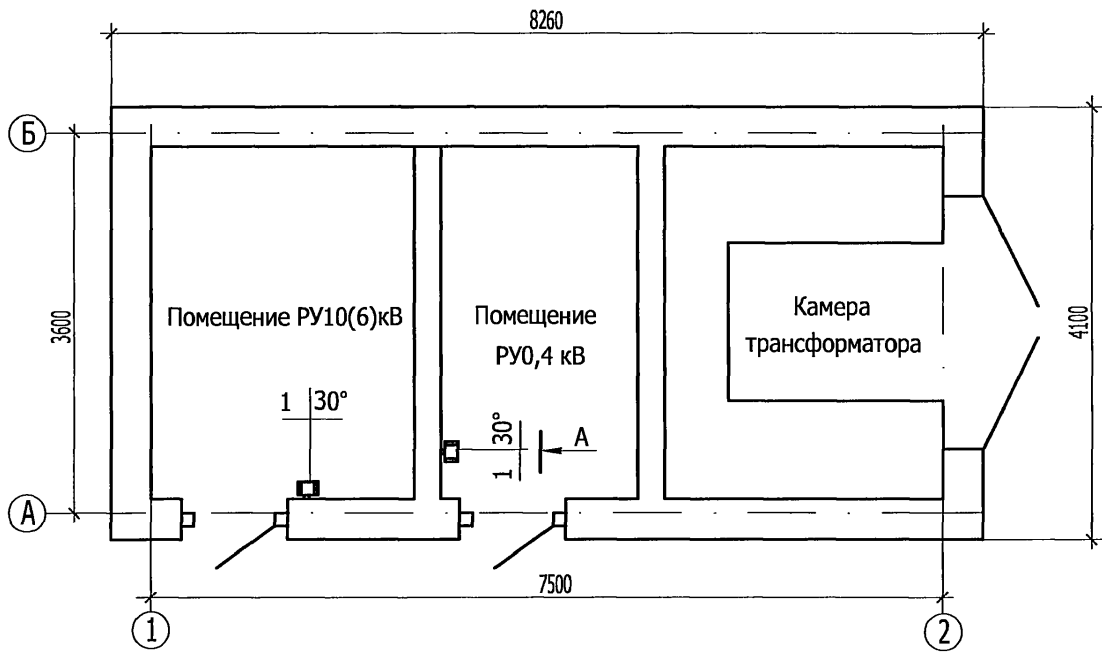 8260
Б
3600
4100
Помещение РУ10(6)кВ
Помещение
РУ0,4 кВ
Камера
трансформатора
1 30°
1 30°
А
А
7500
1
2